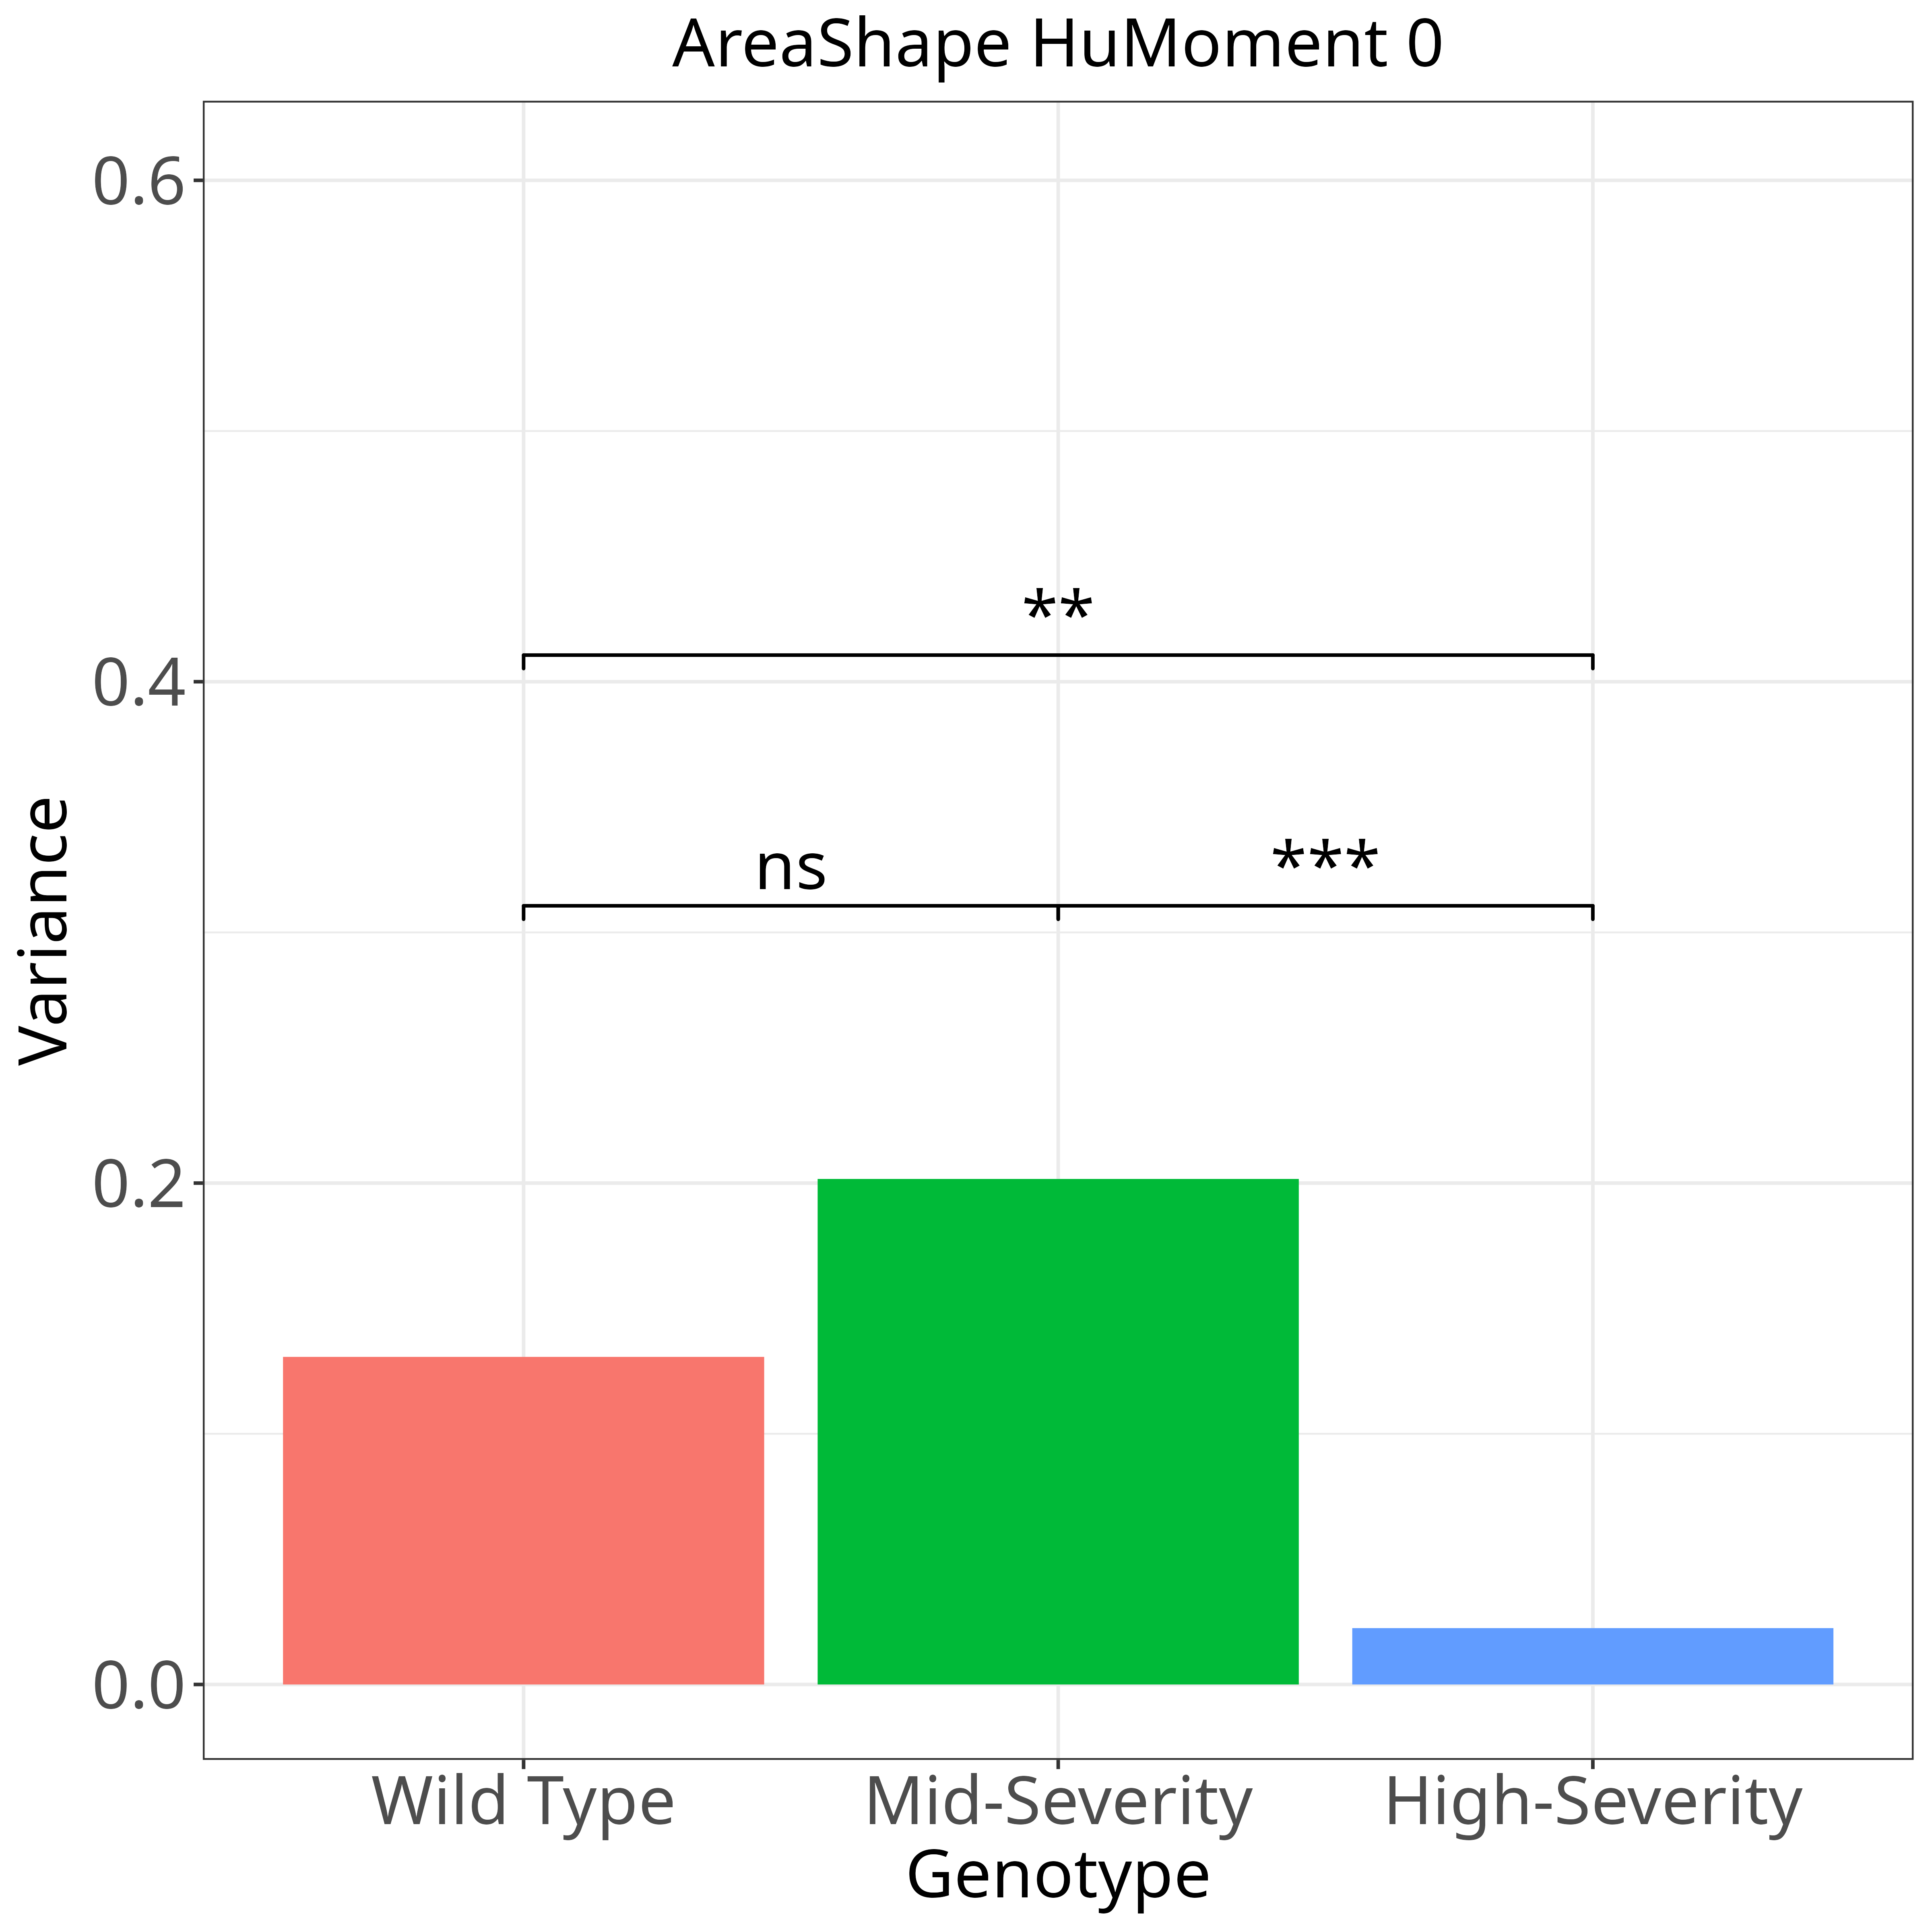 AreaShape HuMoment 0
0.6
**
0.4
ns ***
Variance
0.2
0.0
Wild Type Mid-Severity High-Severity
Genotype